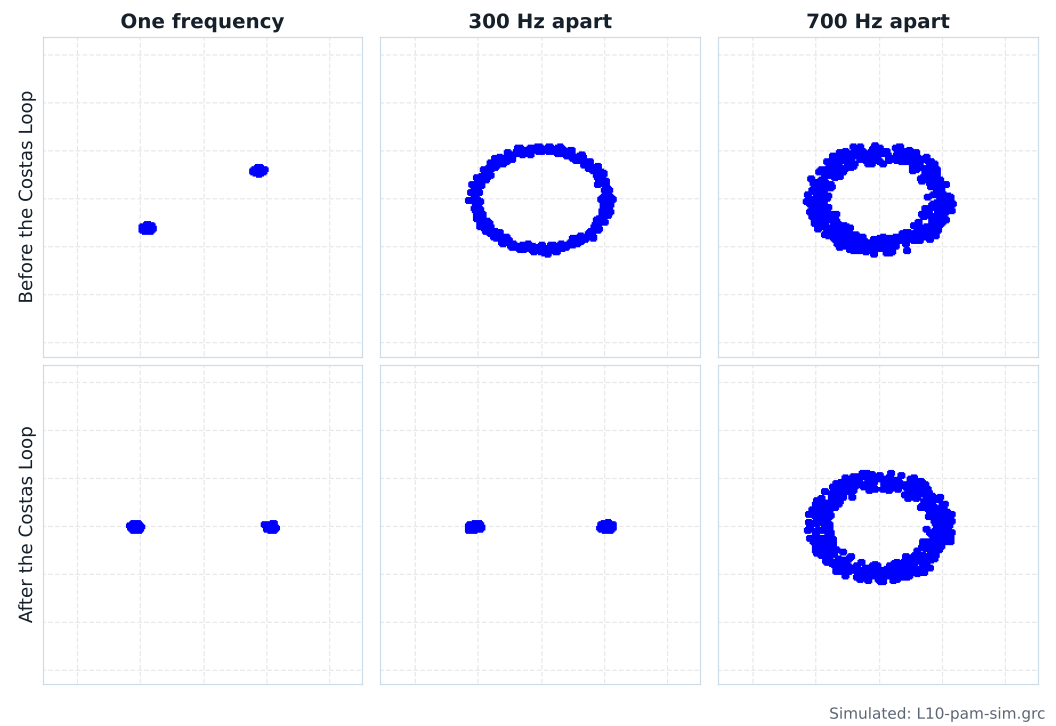 One frequency
300 Hz apart
700 Hz apart
Before the Costas Loop
After the Costas Loop
Simulated: L10-pam-sim.grc